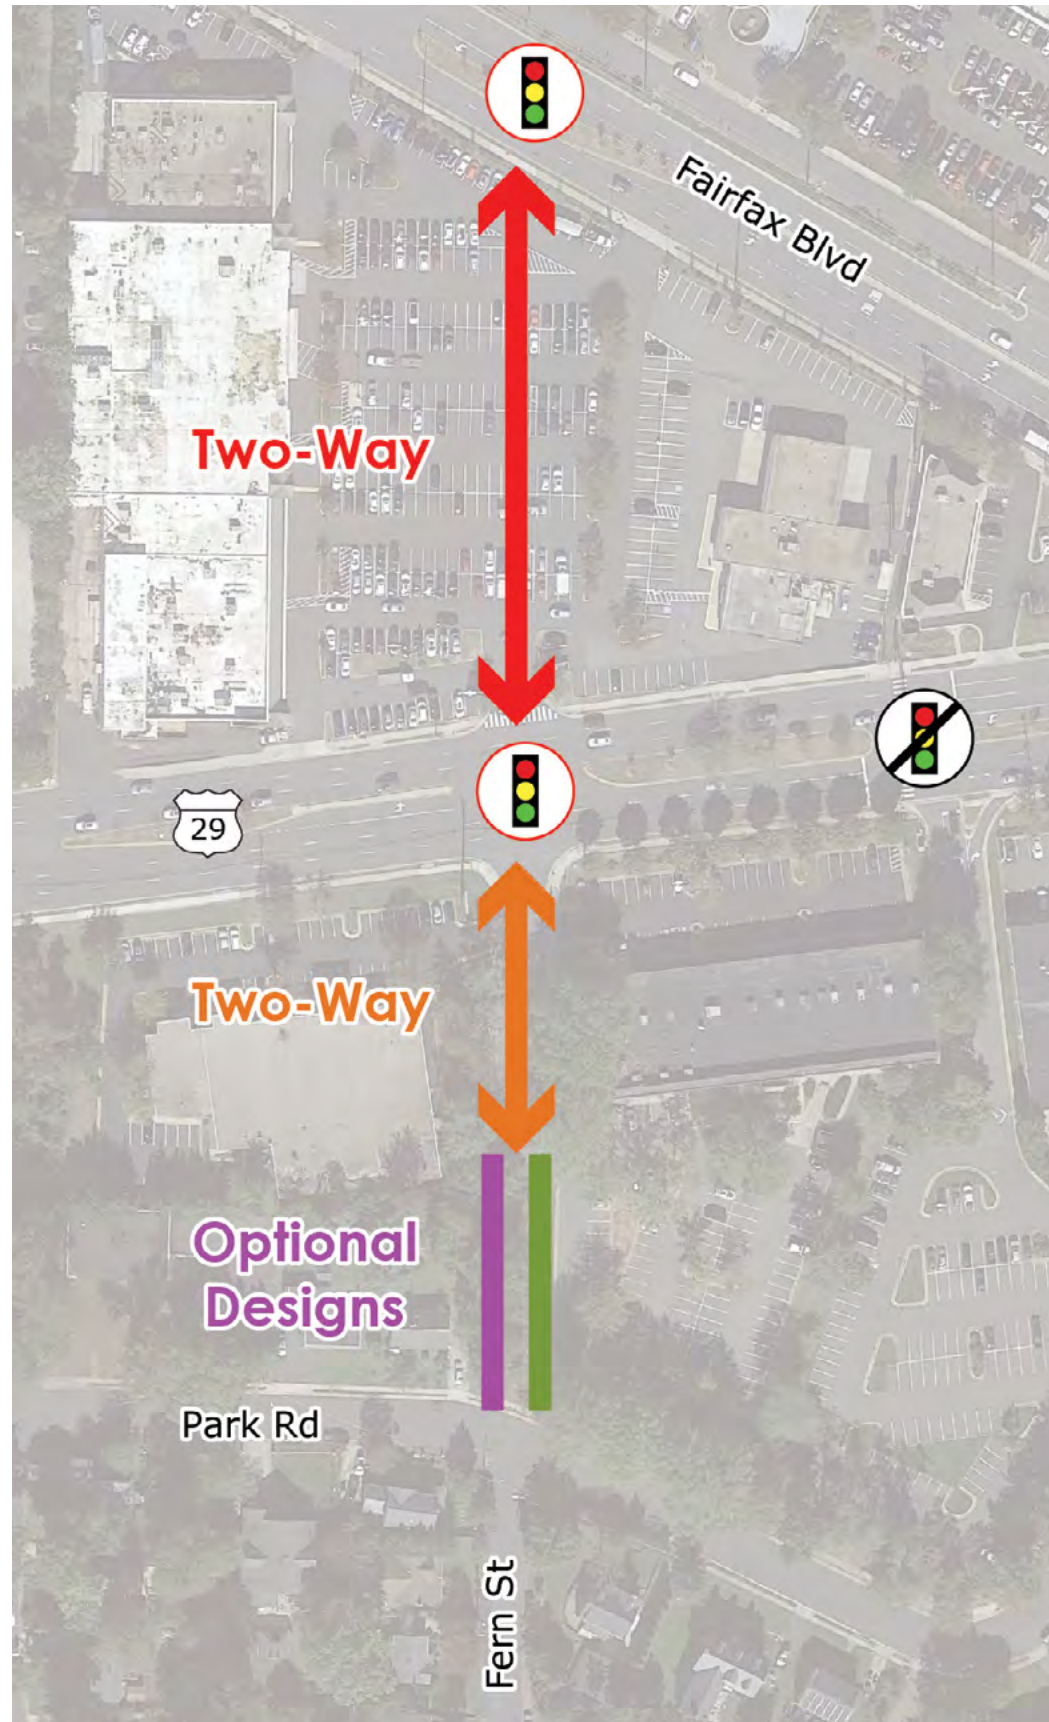 Fairfax Blvd
Two-Way
29
Two-Way
Optional
Designs
Park Rd
Fern St